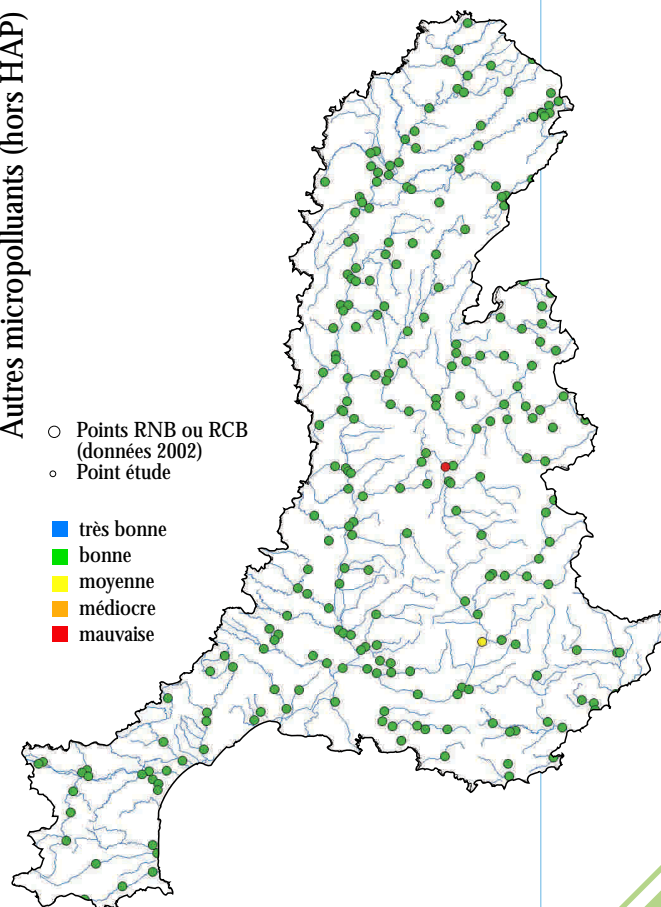 Autres micropolluants (hors HAP)
Points RNB ou RCB
(données 2002)
Point étude
très bonne
bonne
moyenne
médiocre
mauvaise